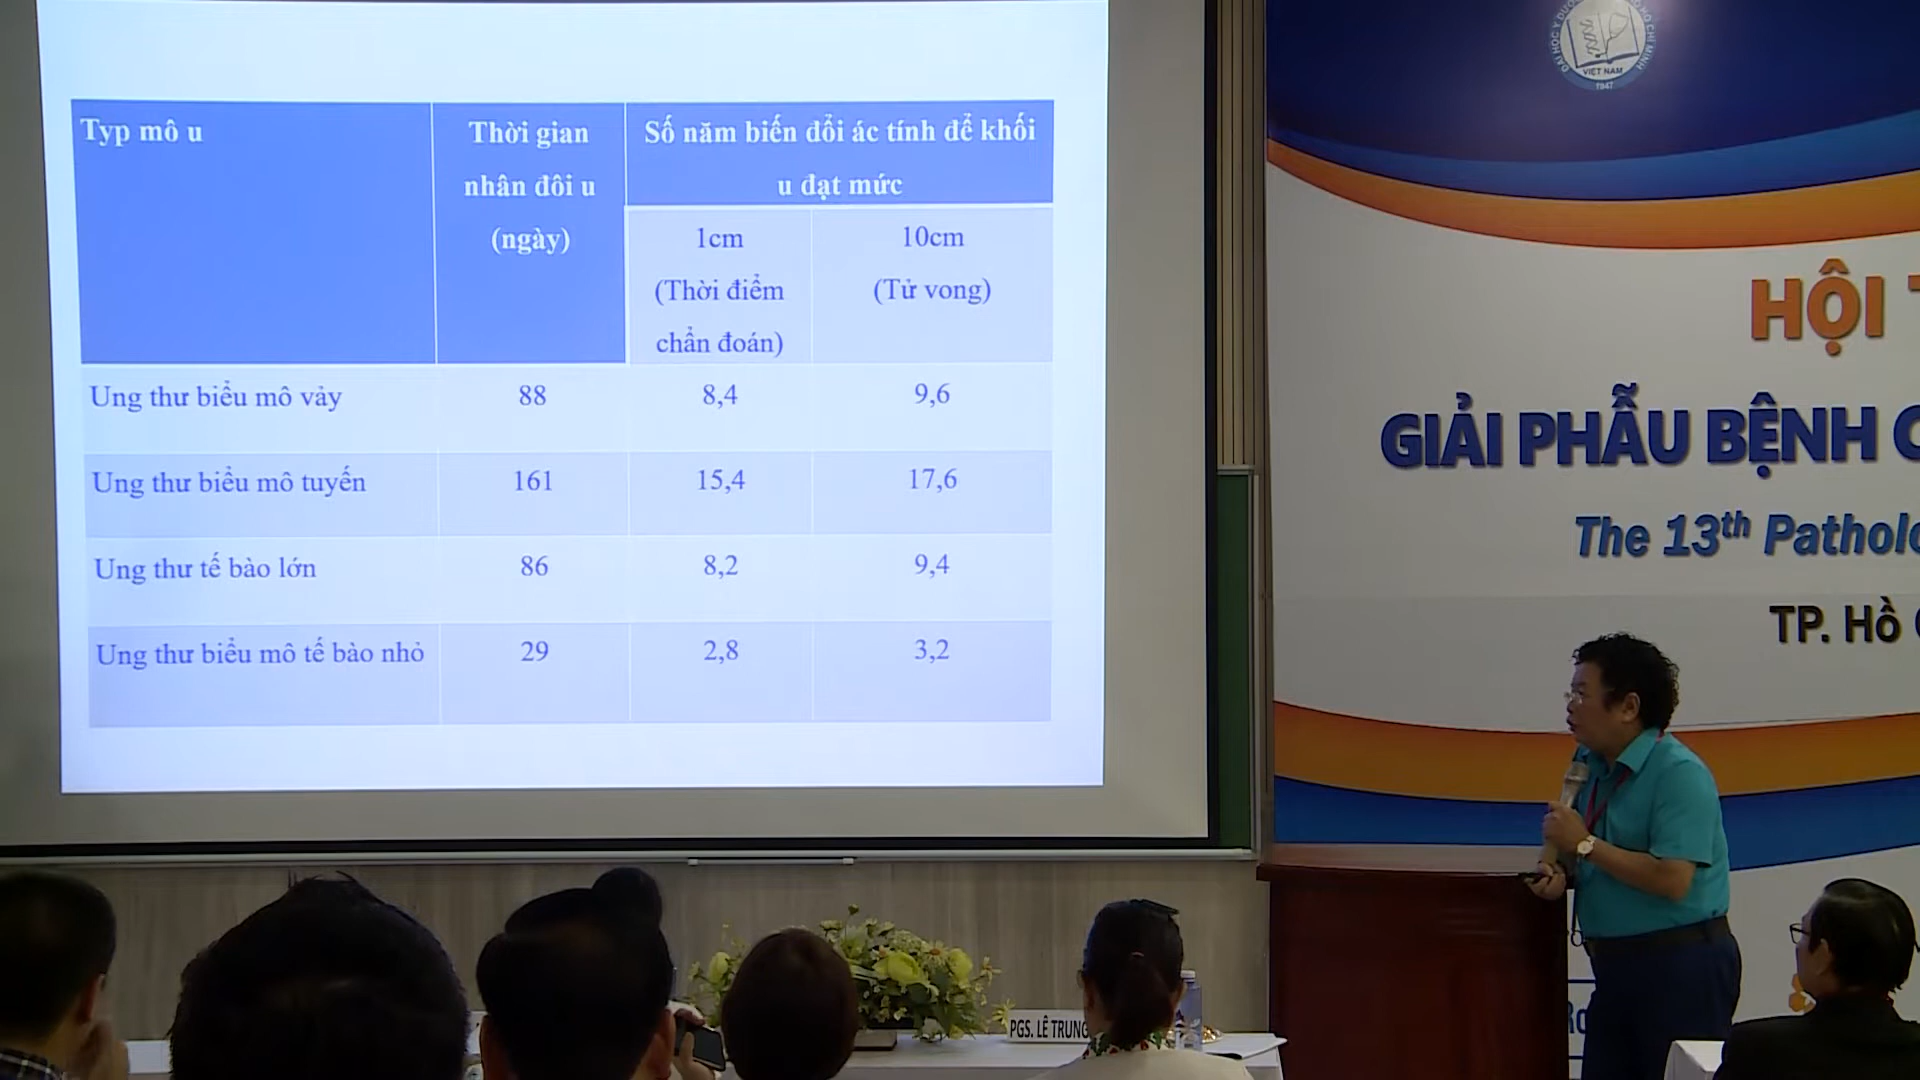 Typ mô u
Thời gian
nhân đôi u
(ngày)
Số năm biến đổi ác tính để khối
u đạt mức
1cm
(Thời điểm
chẩn đoán)
10cm
(Tử vong)
Ung thư biểu mô vảy 88 8,4 9,6
Ung thư biểu mô tuyến 161 15,4 17,6
Ung thư tế bào lớn 86 8,2 9,4
Ung thư biểu mô tế bào nhỏ 29 2,8 3,2
VIỆT NAM
1947
HỘI
GIẢI PHẪU BỆNH
The 13th
TP. Hồ
PGS. LÊ TRUNG